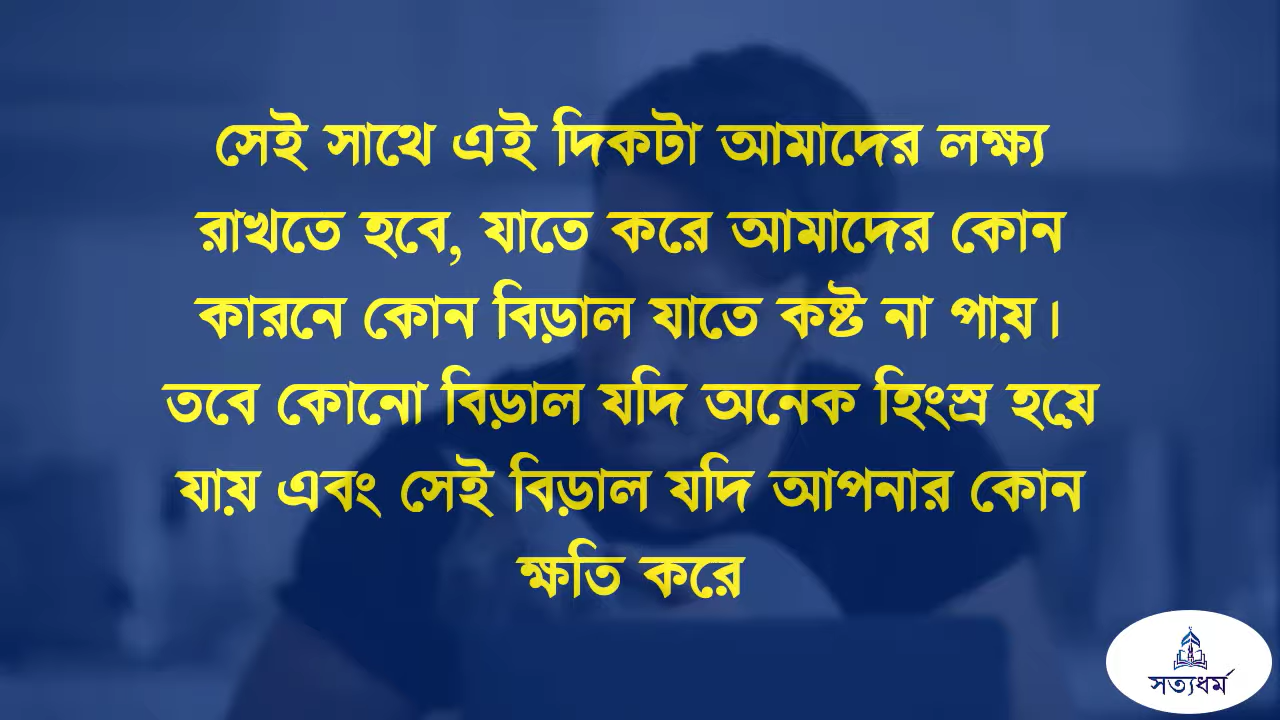 সেই সাথে এই দিকটা আমাদের লক্ষ্য
রাখতে হবে, যাতে করে আমাদের কোন
কারনে কোন বিড়াল যাতে কষ্ট না পায়।
তবে কোনো বিড়াল যদি অনেক হিংস্র হযে
যায় এবং সেই বিড়াল যদি আপনার কোন
ক্ষতি করে
সত্যধর্ম